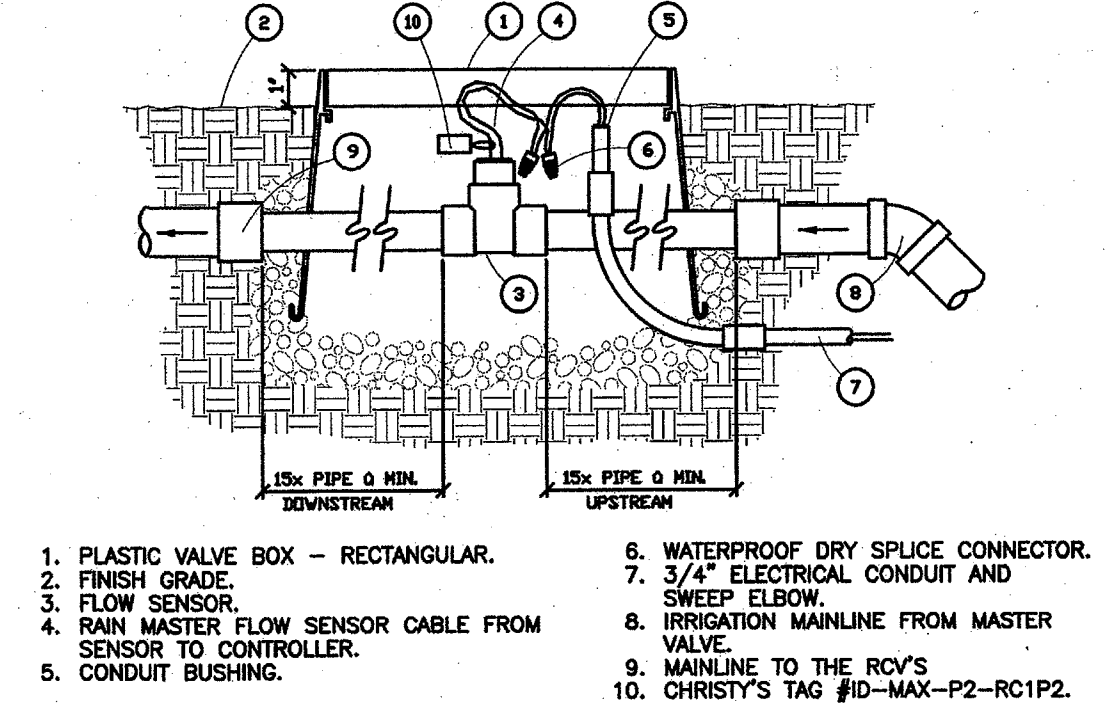 2
10
1
4
5
1"
9
6
3
8
7
15x PIPE Q MIN.
DOWNSTREAM
15x PIPE Q MIN.
UPSTREAM
1. PLASTIC VALVE BOX – RECTANGULAR.
2. FINISH GRADE.
3. FLOW SENSOR.
4. RAIN MASTER FLOW SENSOR CABLE FROM
SENSOR TO CONTROLLER.
5. CONDUIT BUSHING.
6. WATERPROOF DRY SPLICE CONNECTOR.
7. 3/4" ELECTRICAL CONDUIT AND
SWEEP ELBOW.
8. IRRIGATION MAINLINE FROM MASTER
VALVE.
9. MAINLINE TO THE RCV'S
10. CHRISTY'S TAG #ID–MAX–P2–RC1P2.